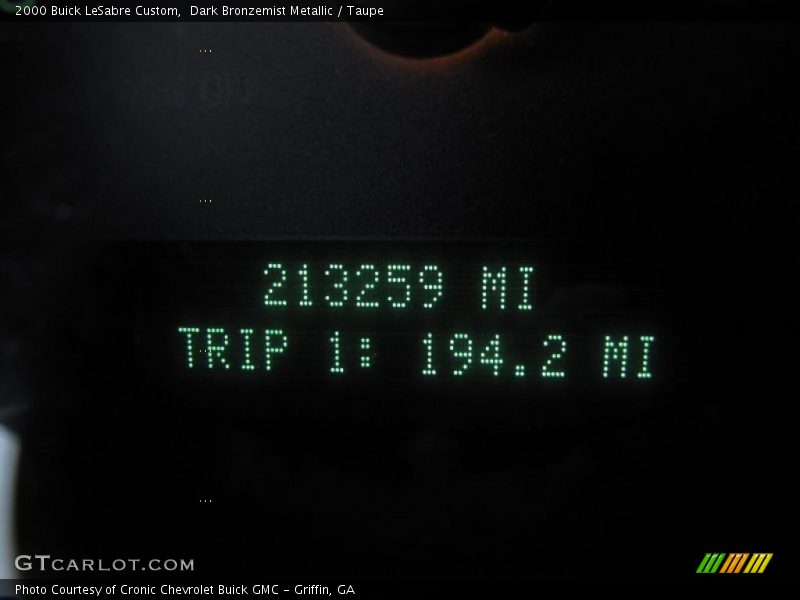 2000 Buick LeSabre Custom,  Dark Bronzemist Metallic / Taupe
213259 MI
TRIP 1: 194.2 MI
GTCARLOT.COM
Photo Courtesy of Cronic Chevrolet Buick GMC - Griffin, GA